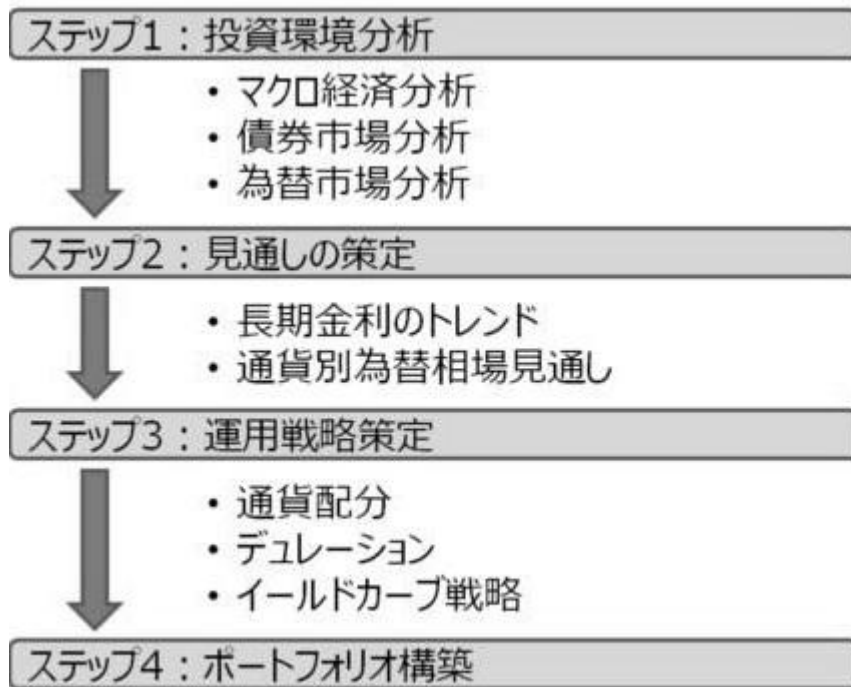 ステップ1：投資環境分析
・マクロ経済分析
・債券市場分析
・為替市場分析
ステップ2：見通しの策定
・長期金利のトレンド
・通貨別為替相場見通し
ステップ3：運用戦略策定
・通貨配分
・デュレーション
・イールドカーブ戦略
ステップ4：ポートフォリオ構築